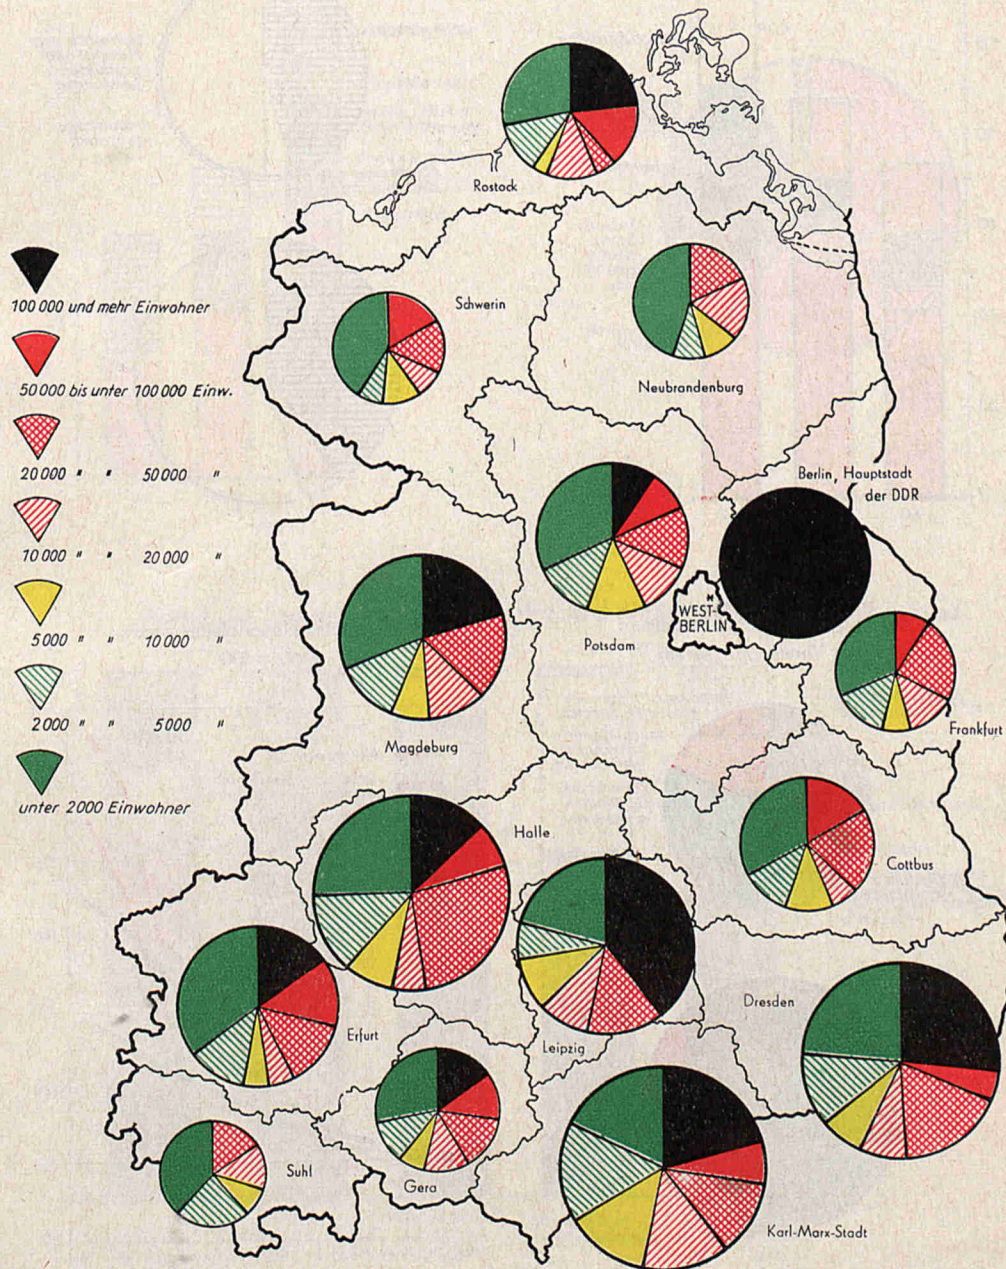 100 000 und mehr Einwohner
50 000 bis unter 100 000 Einw.
20 000 " " 50 000 "
10 000 " " 20 000 "
5 000 " " 10 000 "
2 000 " " 5 000 "
unter 2000 Einwohner
Rostock
Schwerin
Neubrandenburg
Berlin, Hauptstadt
der DDR
WEST-
BERLIN
Potsdam
Magdeburg
Frankfurt
Halle
Cottbus
Dresden
Erfurt
Leipzig
Suhl
Gera
Karl-Marx-Stadt